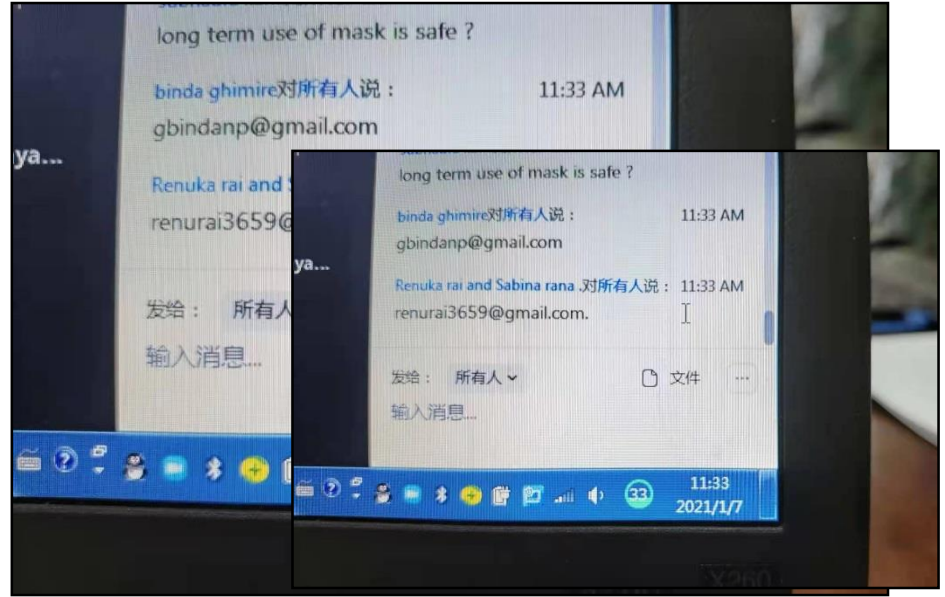 long term use of mask is safe ?
binda ghimire对所有人说： 11:33 AM
gbindanp@gmail.com
ya...
Renuka rai and
renurai3659@
发给： 所有人
输入消息...
long term use of mask is safe ?
binda ghimire对所有人说： 11:33 AM
gbindanp@gmail.com
ya...
Renuka rai and Sabina rana .对所有人说： 11:33 AM
renurai3659@gmail.com.
发给： 所有人
文件 ...
输入消息...
33
11:33
2021/1/7
X260